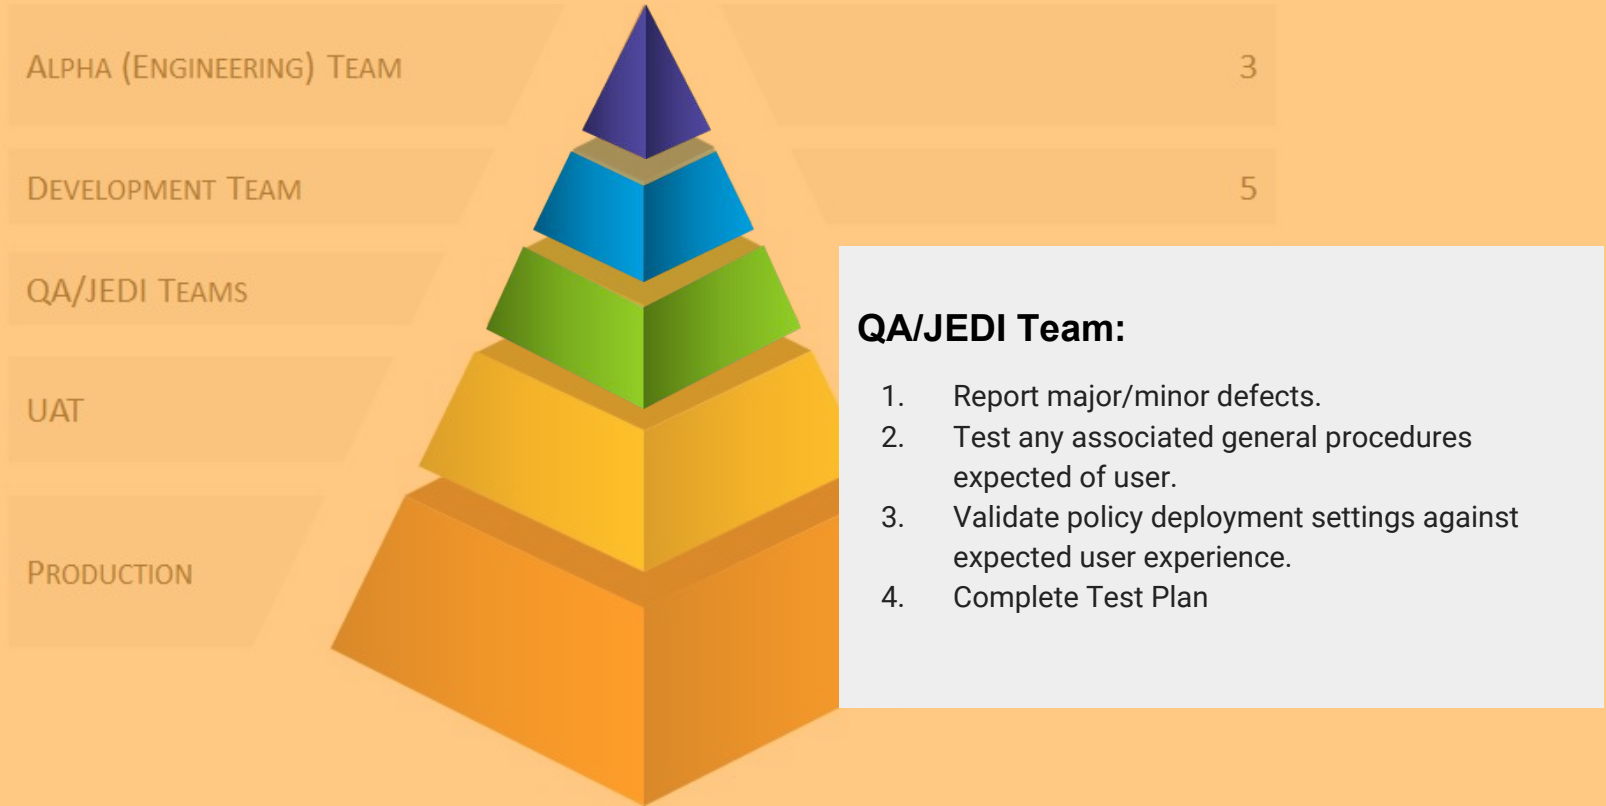 Alpha (Engineering) Team
3
Development Team
5
QA/JEDI Teams
UAT
Production
QA/JEDI Team:
1. Report major/minor defects.
2. Test any associated general procedures
expected of user.
3. Validate policy deployment settings against
expected user experience.
4. Complete Test Plan